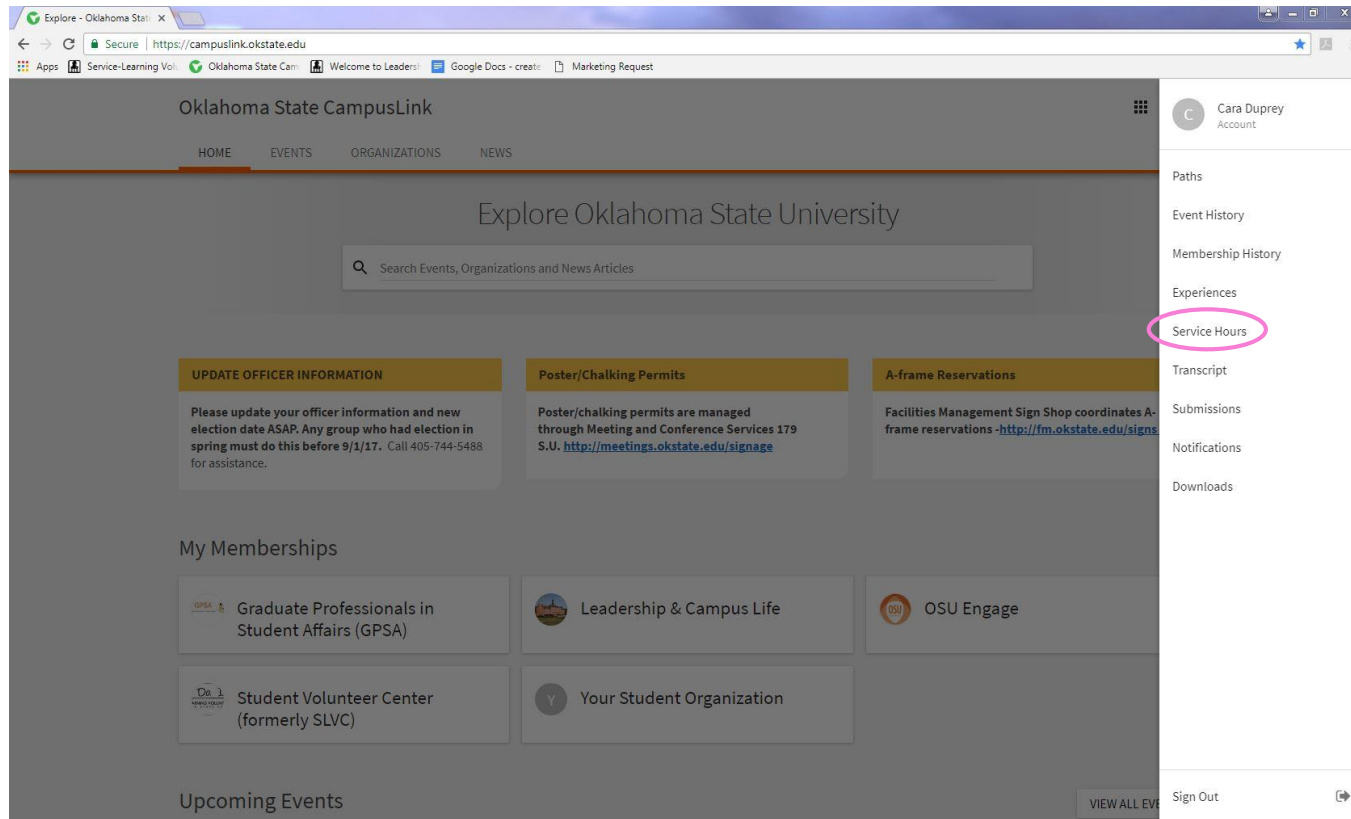 Explore - Oklahoma Stat
Secure | https://campuslink.okstate.edu
Apps Service-Learning Vol Oklahoma State Cam Welcome to Leaders Google Docs - create Marketing Request
Oklahoma State CampusLink
HOME EVENTS ORGANIZATIONS NEWS
Explore Oklahoma State University
Search Events, Organizations and News Articles
UPDATE OFFICER INFORMATION
Please update your officer information and new
election date ASAP. Any group who had election in
spring must do this before 9/1/17. Call 405-744-5488
for assistance.
Poster/Chalking Permits
Poster/chalking permits are managed
through Meeting and Conference Services 179
S.U. http://meetings.okstate.edu/signage
A-frame Reservations
Facilities Management Sign Shop coordinates A-
frame reservations -http://fm.okstate.edu/signs
My Memberships
GPSA
Graduate Professionals in
Student Affairs (GPSA)
Leadership & Campus Life
OSU
OSU Engage
Student Volunteer Center
(formerly SLVC)
Y
Your Student Organization
Upcoming Events
VIEW ALL EVE
C
Cara Duprey
Account
Paths
Event History
Membership History
Experiences
Service Hours
Transcript
Submissions
Notifications
Downloads
Sign Out